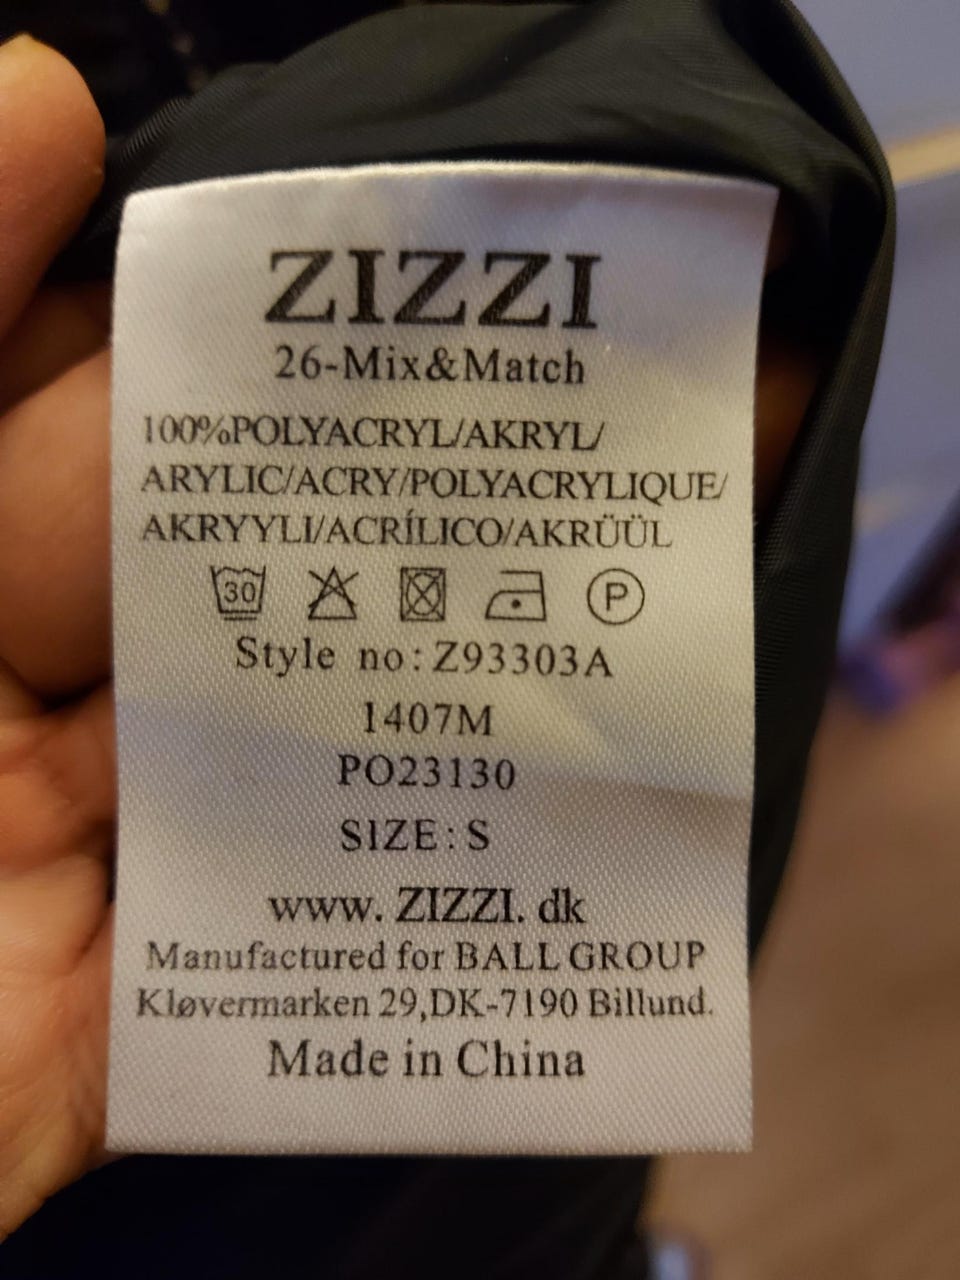 ZIZZI
26-Mix&Match
100%POLYACRYL/AKRYL/
ARYLIC/ACRY/POLYACRYLIQUE/
AKRYYLI/ACRÍLICO/AKRÜÜL
30 P
Style no:Z93303A
1407M
PO23130
SIZE:S
www.ZIZZI.dk
Manufactured for BALL GROUP
Kløvermarken 29,DK-7190 Billund.
Made in China